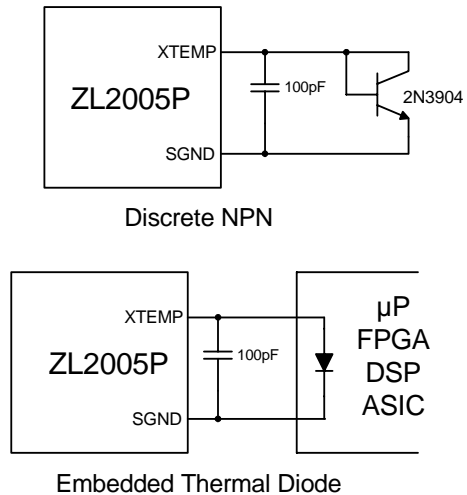 XTEMP
100pF
ZL2005P
2N3904
SGND
Discrete NPN
XTEMP
µP
FPGA
DSP
ASIC
100pF
ZL2005P
SGND
Embedded Thermal Diode